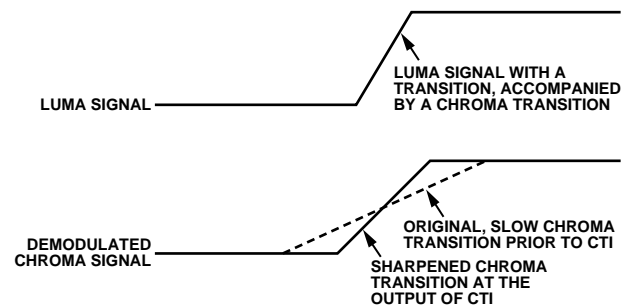 LUMA SIGNAL WITH A
TRANSITION, ACCOMPANIED
BY A CHROMA TRANSITION
LUMA SIGNAL
ORIGINAL, SLOW CHROMA
TRANSITION PRIOR TO CTI
DEMODULATED
CHROMA SIGNAL
SHARPENED CHROMA
TRANSITION AT THE
OUTPUT OF CTI